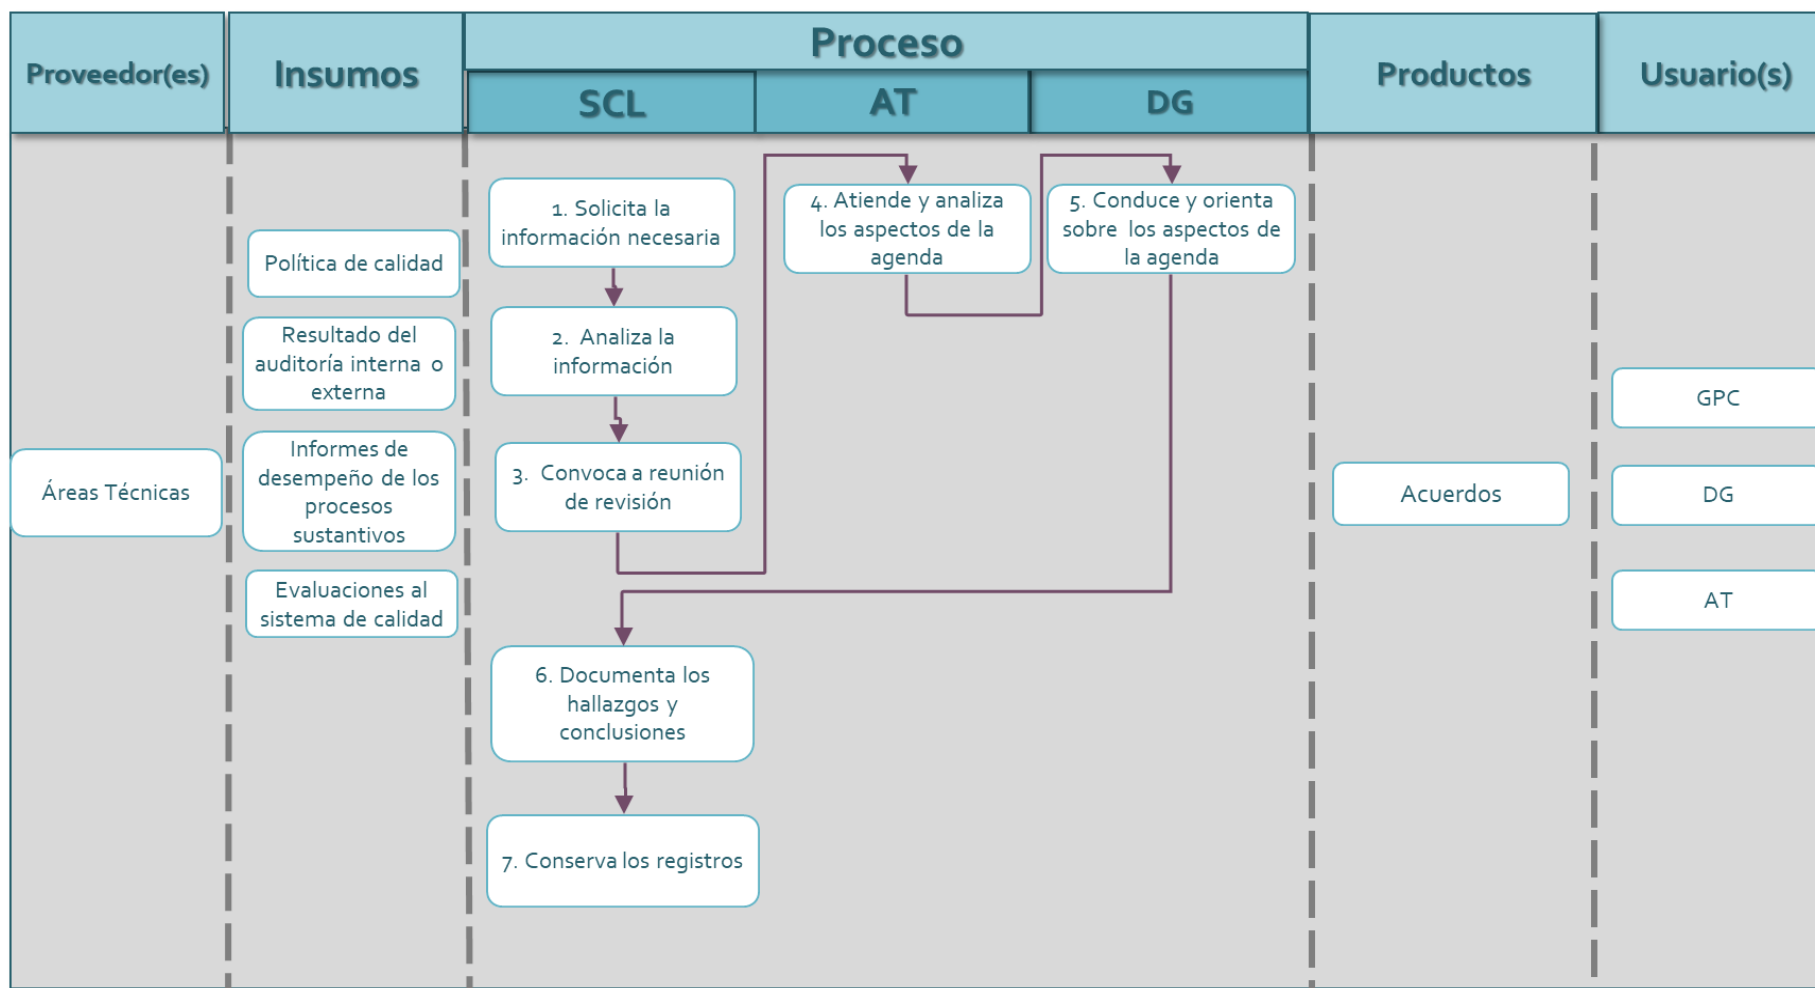 Proveedor(es)
Insumos
Proceso
SCL
AT
DG
Productos
Usuario(s)
Áreas Técnicas
Política de calidad
Resultado del
auditoría interna o
externa
Informes de
desempeño de los
procesos
sustantivos
Evaluaciones al
sistema de calidad
1. Solicita la
información necesaria
2. Analiza la
información
3. Convoca a reunión
de revisión
4. Atiende y analiza
los aspectos de la
agenda
5. Conduce y orienta
sobre los aspectos de
la agenda
6. Documenta los
hallazgos y
conclusiones
7. Conserva los registros
Acuerdos
GPC
DG
AT